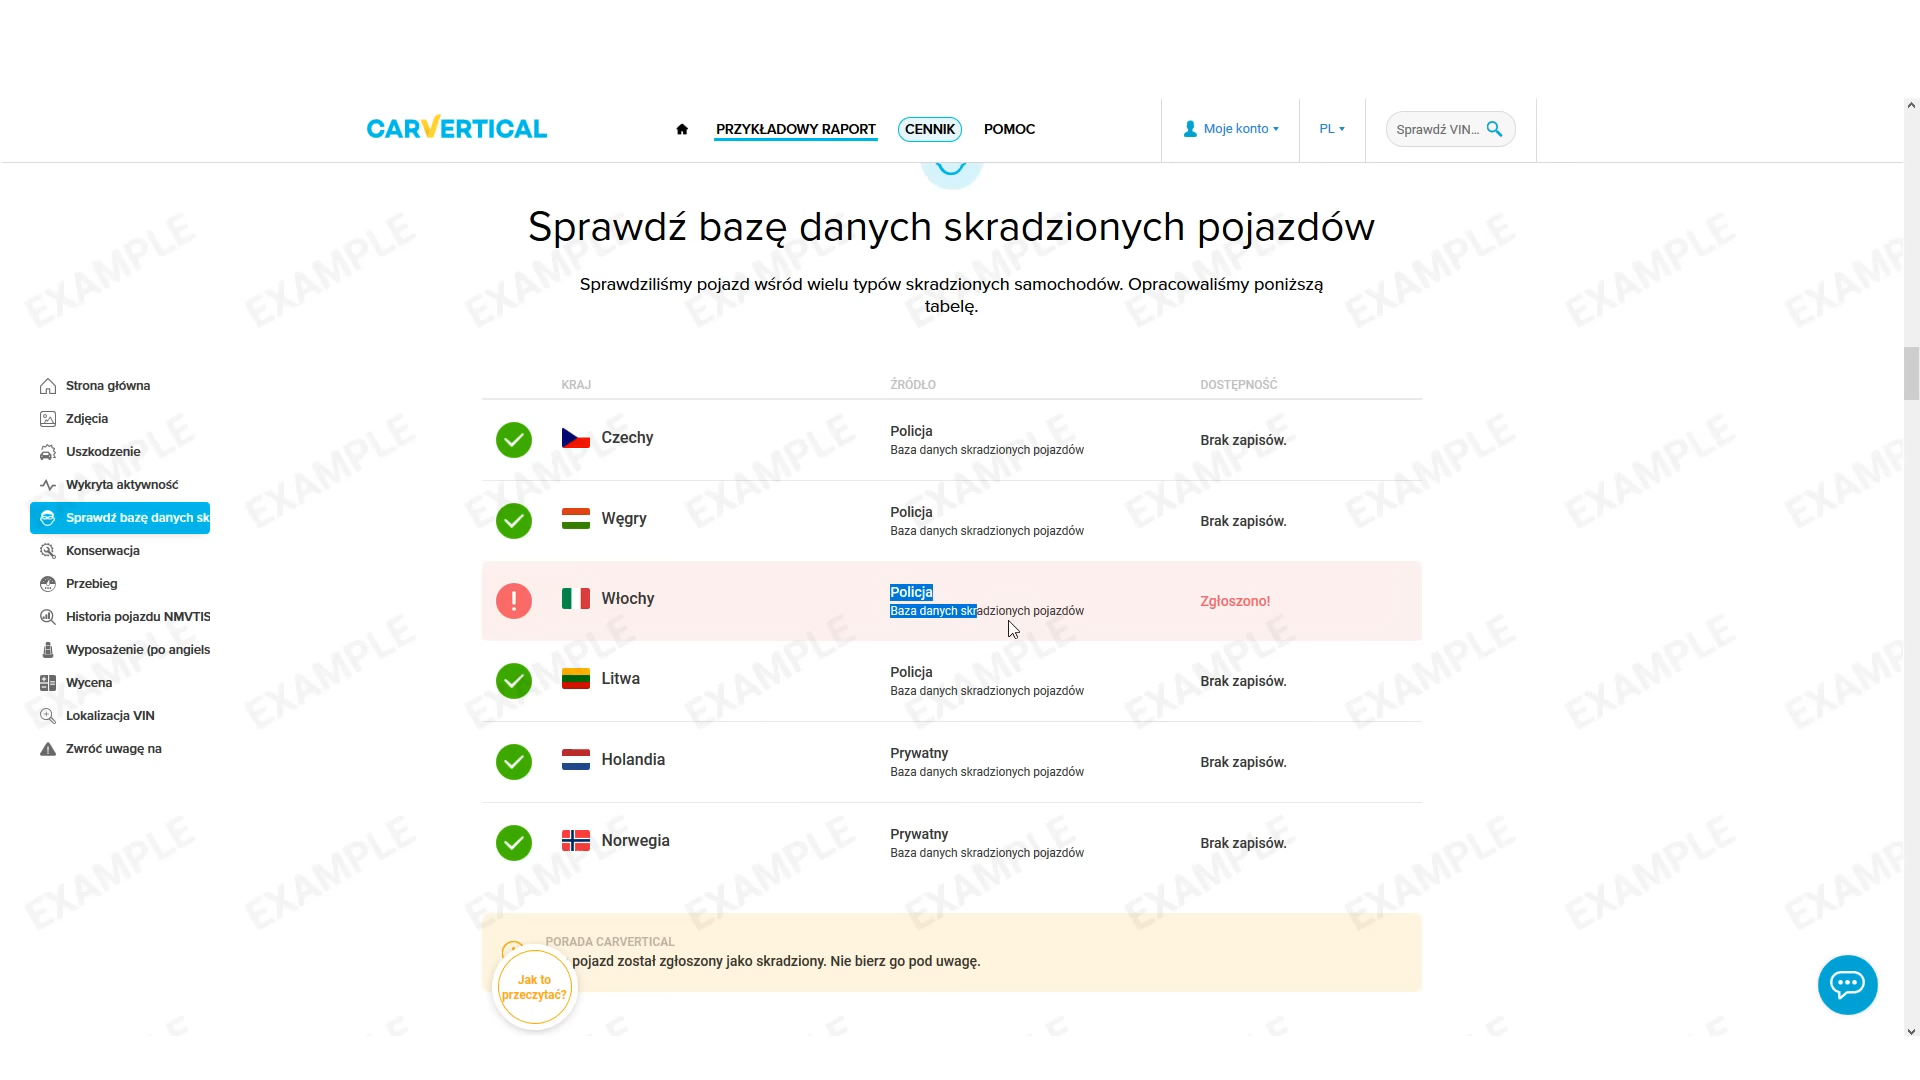 CARVERTICAL
PRZYKŁADOWY RAPORT
CENNIK
POMOC
Moje konto
PL
Sprawdź VIN...
Sprawdź bazę danych skradzionych pojazdów
Sprawdziliśmy pojazd wśród wielu typów skradzionych samochodów. Opracowaliśmy poniższą
tabelę.
Strona główna
Zdjęcia
Uszkodzenie
Wykryta aktywność
Sprawdź bazę danych sk
Konserwacja
Przebieg
Historia pojazdu NMVTIS
Wyposażenie (po angiels
Wycena
Lokalizacja VIN
Zwróć uwagę na
KRAJ ŹRÓDŁO DOSTĘPNOŚĆ
Czechy
Policja
Baza danych skradzionych pojazdów
Brak zapisów.
Węgry
Policja
Baza danych skradzionych pojazdów
Brak zapisów.
Włochy
Policja
Baza danych skradzionych pojazdów
Zgłoszono!
Litwa
Policja
Baza danych skradzionych pojazdów
Brak zapisów.
Holandia
Prywatny
Baza danych skradzionych pojazdów
Brak zapisów.
Norwegia
Prywatny
Baza danych skradzionych pojazdów
Brak zapisów.
PORADA CARVERTICAL
pojazd został zgłoszony jako skradziony. Nie bierz go pod uwagę.
Jak to
przeczytać?
EXAMPLE